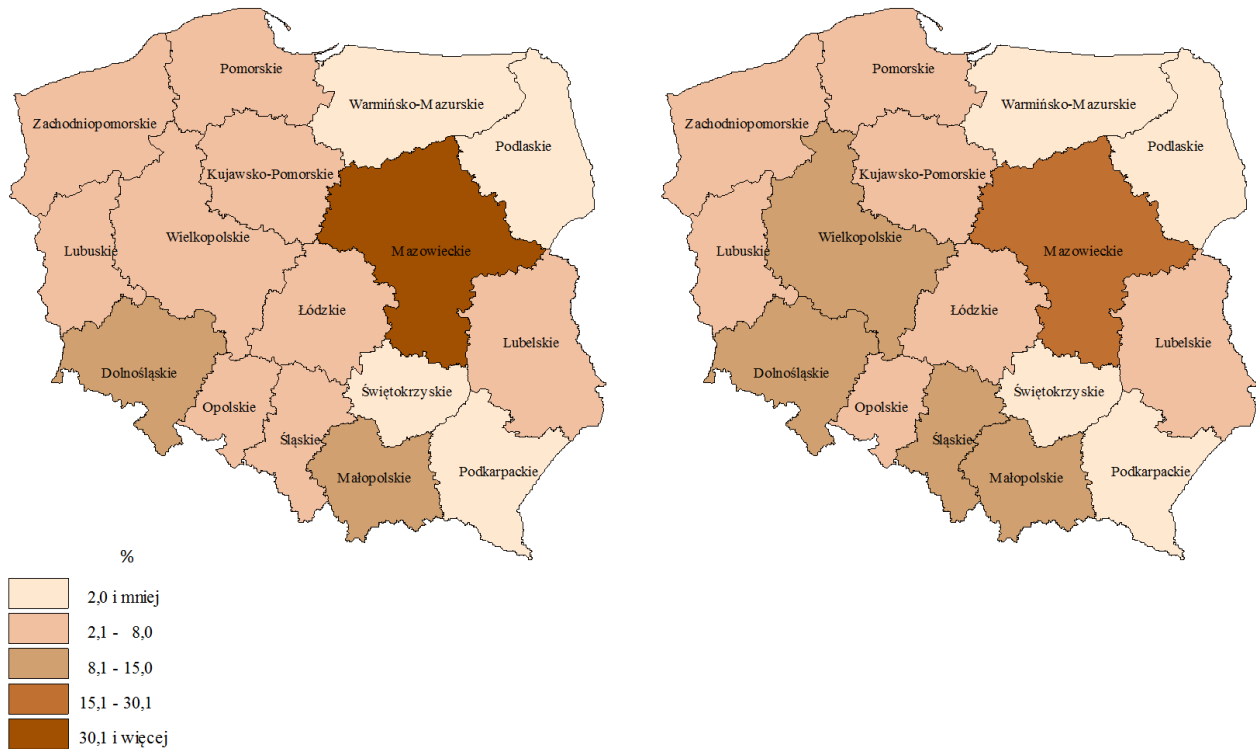 Pomorskie
Warmińsko-Mazurskie
Zachodniopomorskie
Podlaskie
Kujawsko-Pomorskie
Wielkopolskie
Lubuskie
Mazowieckie
Łódzkie
Lubelskie
Dolnośląskie
Świętokrzyskie
Opolskie
Śląskie
Podkarpackie
Małopolskie
Pomorskie
Warmińsko-Mazurskie
Zachodniopomorskie
Podlaskie
Kujawsko-Pomorskie
Wielkopolskie
Lubuskie
Mazowieckie
Łódzkie
Lubelskie
Dolnośląskie
Świętokrzyskie
Opolskie
Śląskie
Podkarpackie
Małopolskie
%
2,0 i mniej
2,1 - 8,0
8,1 - 15,0
15,1 - 30,1
30,1 i więcej